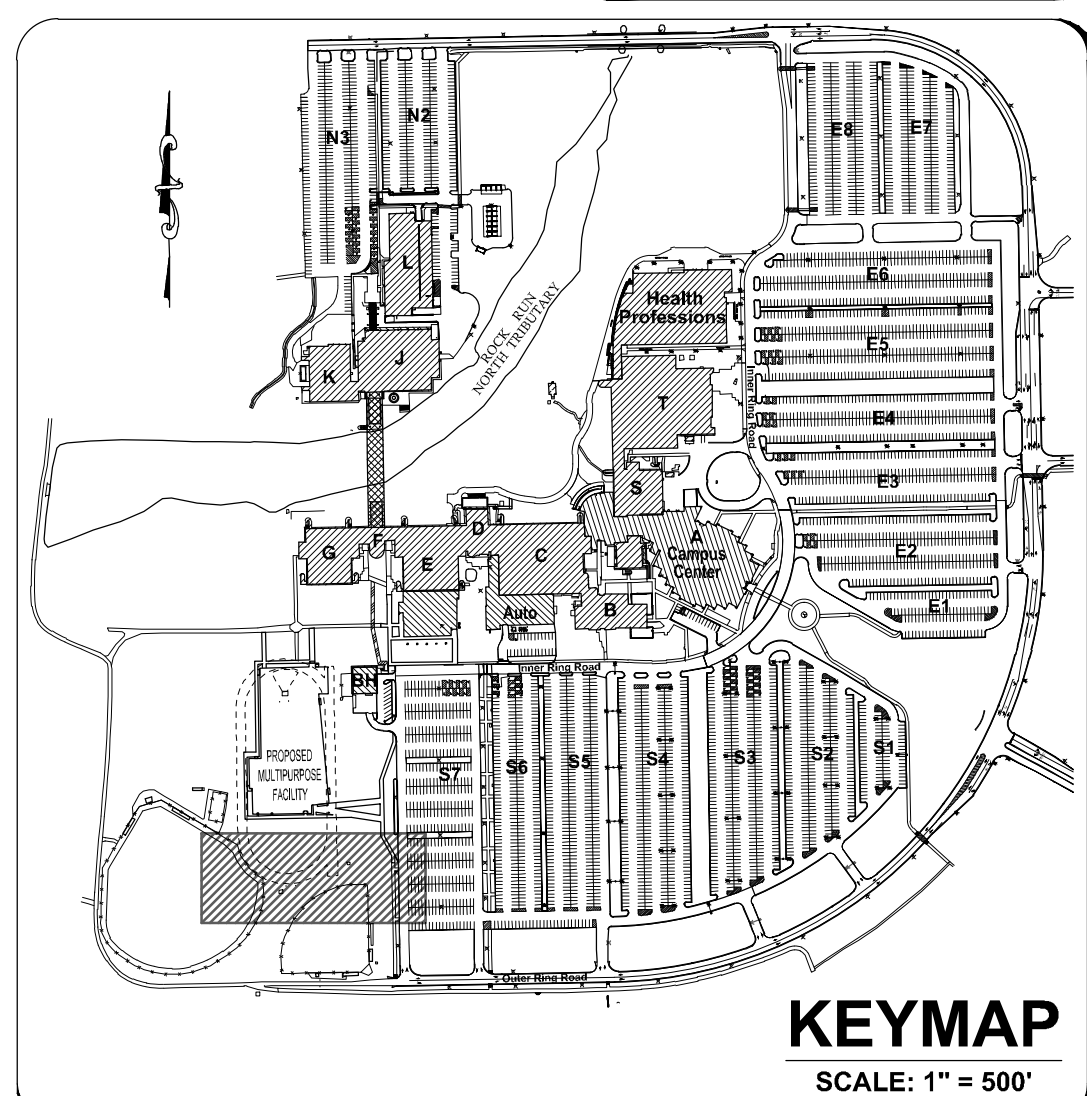 N3
N2
E8
E7
L
E6
Health
Professions
ROCK RUN
NORTH TRIBUTARY
E5
J
K
Inner Ring Road
T
E4
S
E3
D
F
G
E
C
A
Campus
Center
E2
Auto
B
E1
Inner Ring Road
BH
PROPOSED
MULTIPURPOSE
FACILITY
S7
S6
S5
S4
S3
S2
S1
Outer Ring Road
KEYMAP
SCALE: 1" = 500'